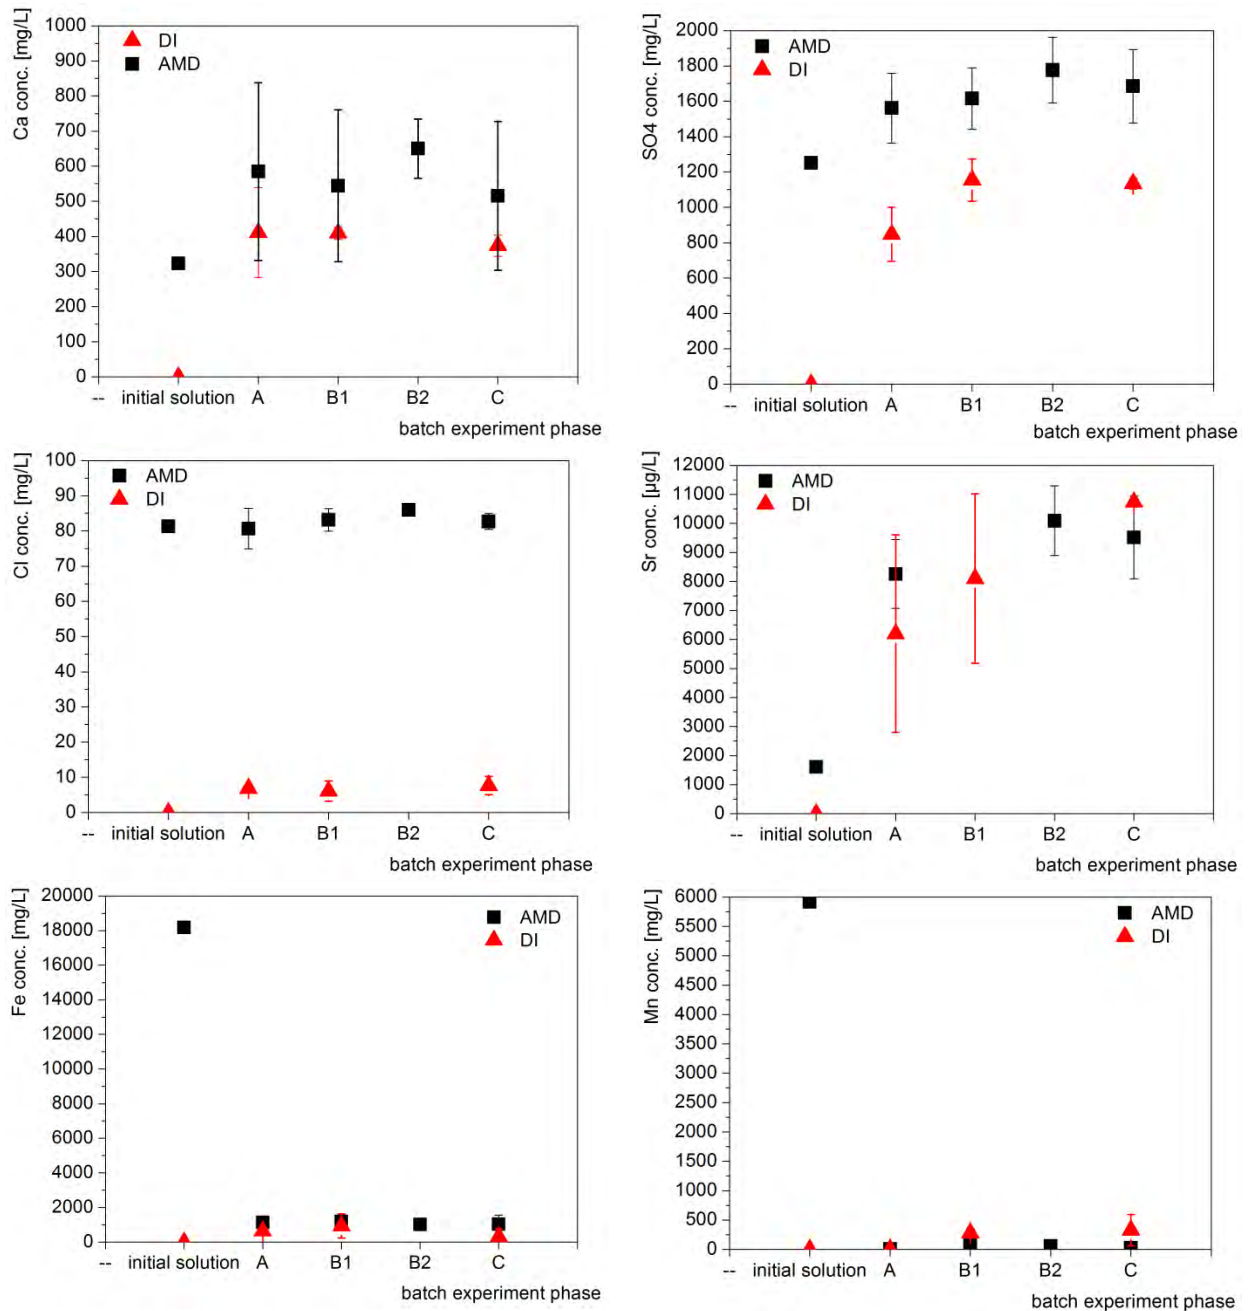 Ca conc. [mg/L]
1000
900
800
700
600
500
400
300
200
100
0
DI
AMD
-- initial solution A B1 B2 C
batch experiment phase
SO4 conc. [mg/L]
2000
1800
1600
1400
1200
1000
800
600
400
200
0
AMD
DI
-- initial solution A B1 B2 C
batch experiment phase
Cl conc. [mg/L]
100
90
80
70
60
50
40
30
20
10
0
AMD
DI
-- initial solution A B1 B2 C
batch experiment phase
Sr conc. [µg/L]
12000
11000
10000
9000
8000
7000
6000
5000
4000
3000
2000
1000
0
AMD
DI
-- initial solution A B1 B2 C
batch experiment phase
Fe conc. [mg/L]
20000
18000
16000
14000
12000
10000
8000
6000
4000
2000
0
AMD
DI
-- initial solution A B1 B2 C
batch experiment phase
Mn conc. [mg/L]
6000
5500
5000
4500
4000
3500
3000
2500
2000
1500
1000
500
0
AMD
DI
-- initial solution A B1 B2 C
batch experiment phase